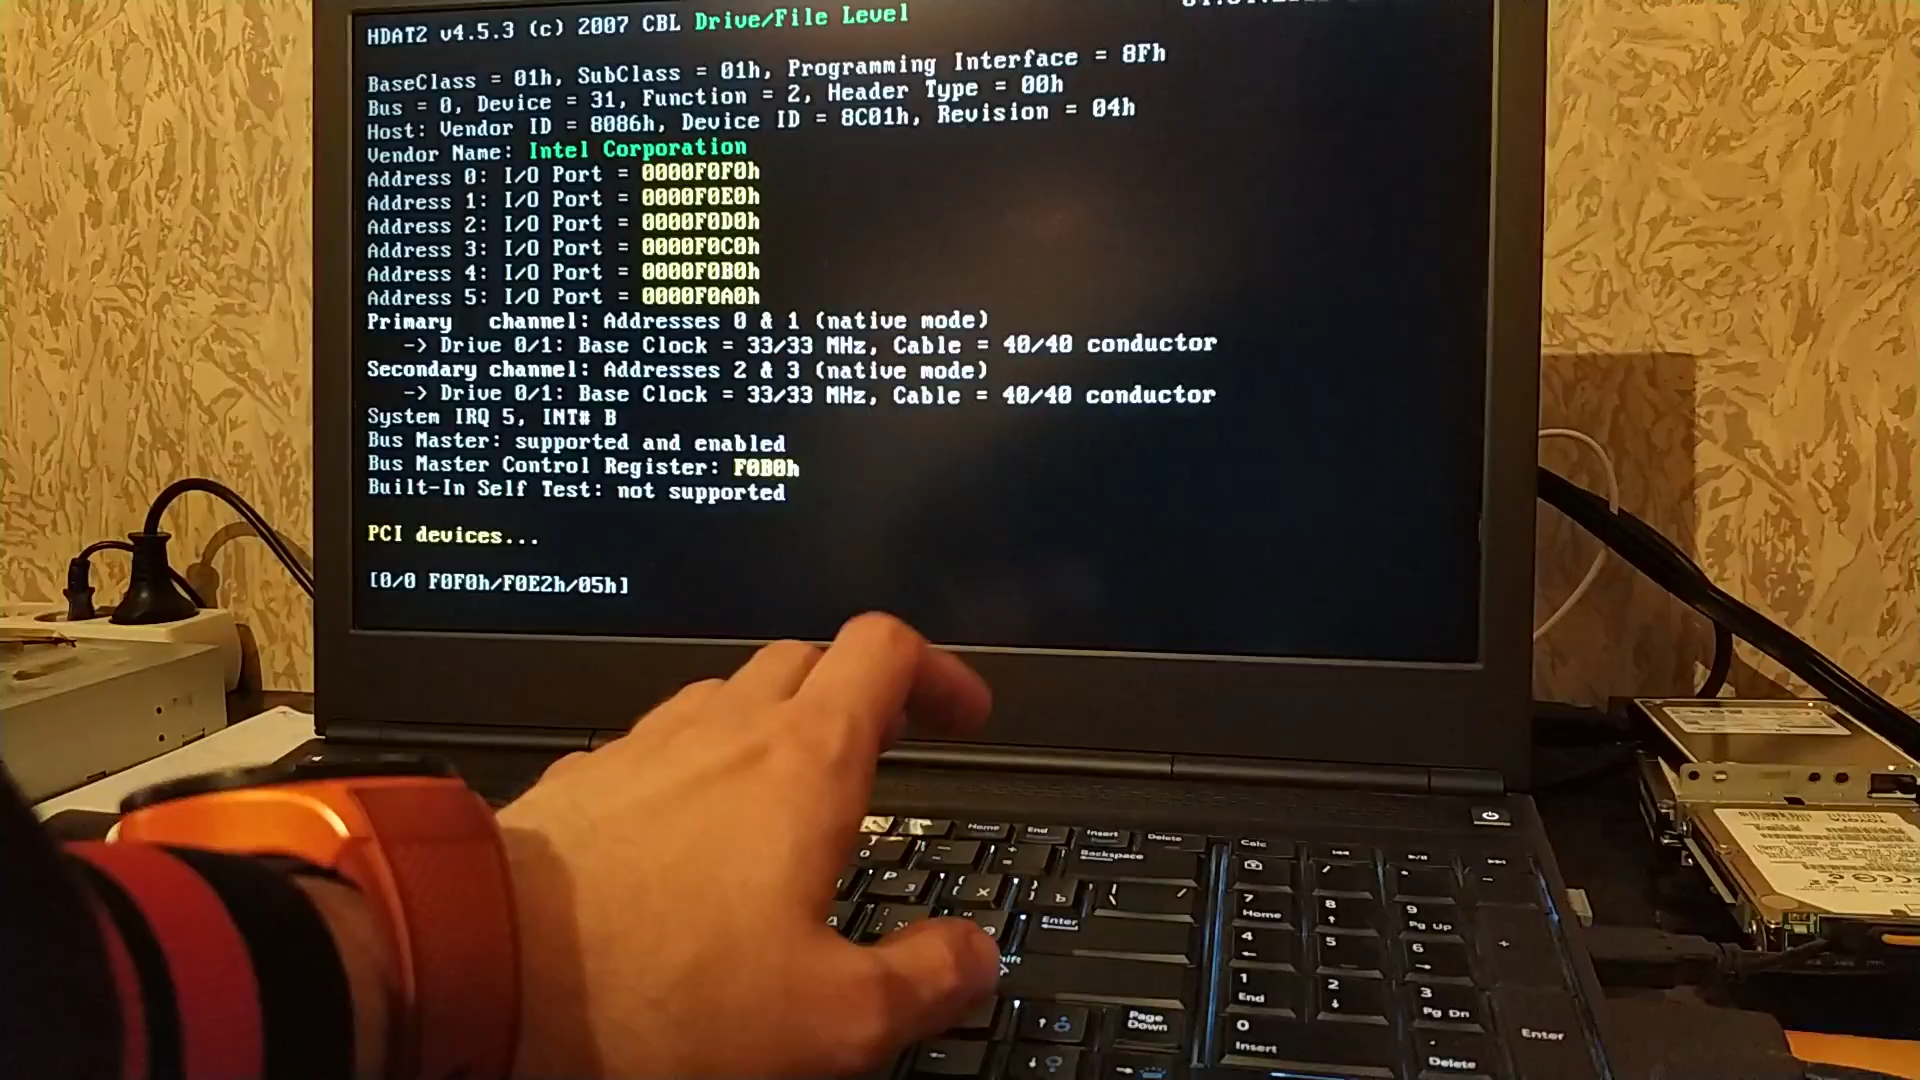 HDAT2 v4.5.3 (c) 2007 CBL Drive/File Level
BaseClass = 01h, SubClass = 01h, Programming Interface = 8Fh
Bus = 0, Device = 31, Function = 2, Header Type = 00h
Host: Vendor ID = 8086h, Device ID = 8C01h, Revision = 04h
Vendor Name: Intel Corporation
Address 0: I/O Port = 0000F0F0h
Address 1: I/O Port = 0000F0E0h
Address 2: I/O Port = 0000F0D0h
Address 3: I/O Port = 0000F0C0h
Address 4: I/O Port = 0000F0B0h
Address 5: I/O Port = 0000F0A0h
Primary channel: Addresses 0 & 1 (native mode)
-> Drive 0/1: Base Clock = 33/33 MHz, Cable = 40/40 conductor
Secondary channel: Addresses 2 & 3 (native mode)
-> Drive 0/1: Base Clock = 33/33 MHz, Cable = 40/40 conductor
System IRQ 5, INT# B
Bus Master: supported and enabled
Bus Master Control Register: F0B0h
Built-In Self Test: not supported
PCI devices...
[0/0 F0F0h/F0E2h/05h]
Home End Insert Delete Calc
Backspace
7 Home 8 9 Pg Up
Enter
4 5 6
1 End 2 3 Pg Dn
Page Down
0 Insert
Delete
Enter